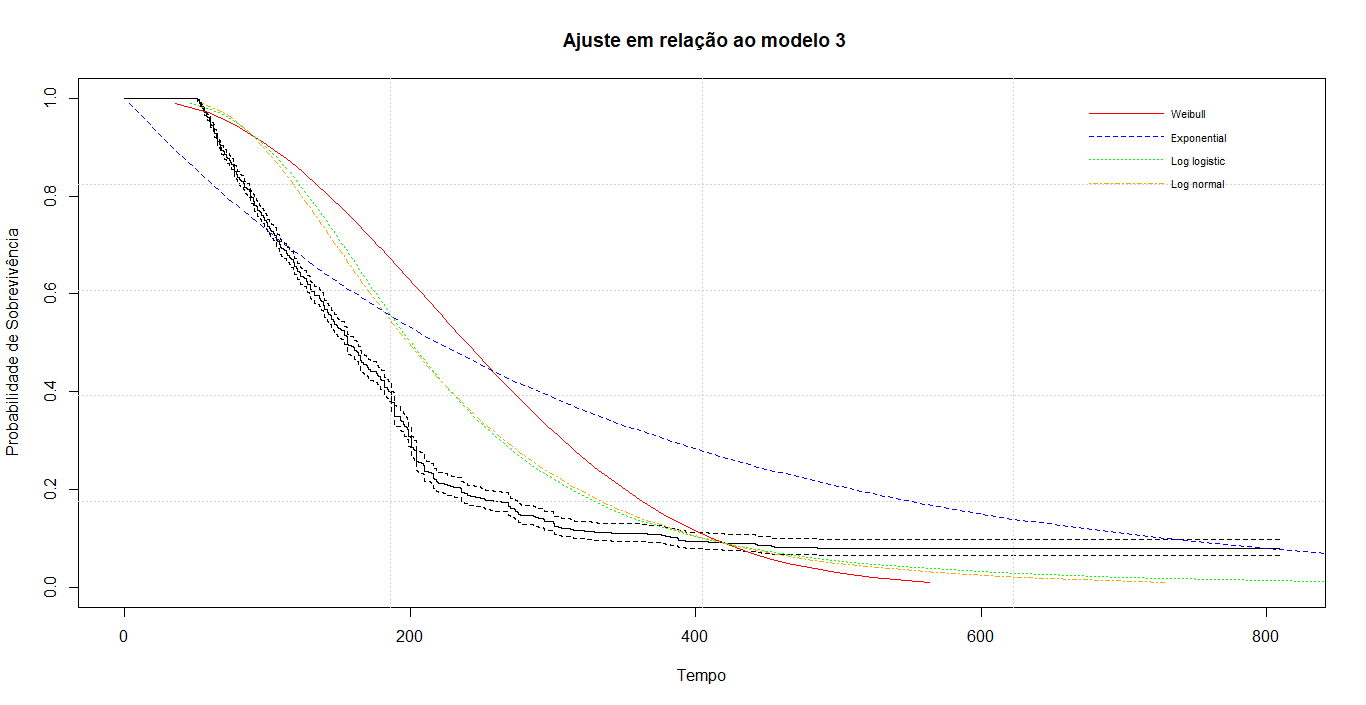 Ajuste em relação ao modelo 3
Probabilidade de Sobrevivência
1.0
0.8
0.6
0.4
0.2
0.0
Weibull
Exponential
Log logistic
Log normal
0 200 400 600 800
Tempo